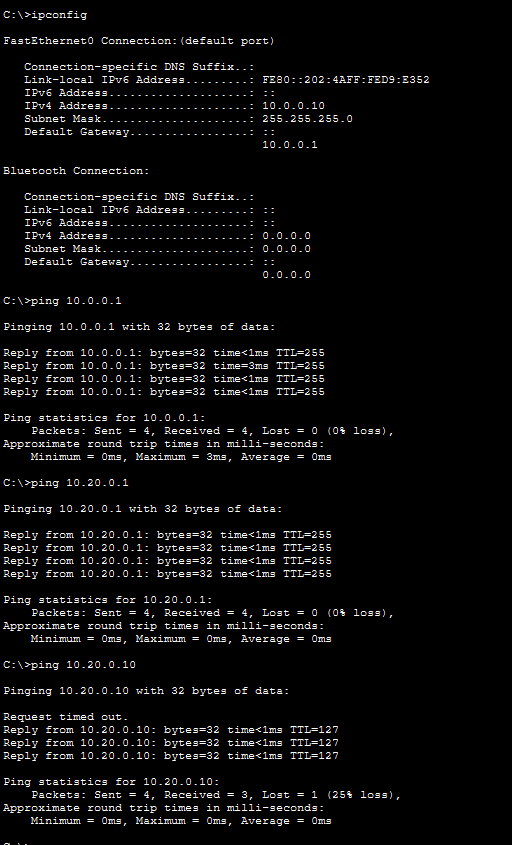 C:\>ipconfig
FastEthernet0 Connection:(default port)
Connection-specific DNS Suffix..:
Link-local IPv6 Address.........: FE80::202:4AFF:FED9:E352
IPv6 Address....................: ::
IPv4 Address....................: 10.0.0.10
Subnet Mask.....................: 255.255.255.0
Default Gateway.................: ::
10.0.0.1
Bluetooth Connection:
Connection-specific DNS Suffix..:
Link-local IPv6 Address.........: ::
IPv6 Address....................: ::
IPv4 Address....................: 0.0.0.0
Subnet Mask.....................: 0.0.0.0
Default Gateway.................: ::
0.0.0.0
C:\>ping 10.0.0.1
Pinging 10.0.0.1 with 32 bytes of data:
Reply from 10.0.0.1: bytes=32 time<1ms TTL=255
Reply from 10.0.0.1: bytes=32 time=3ms TTL=255
Reply from 10.0.0.1: bytes=32 time<1ms TTL=255
Reply from 10.0.0.1: bytes=32 time<1ms TTL=255
Ping statistics for 10.0.0.1:
Packets: Sent = 4, Received = 4, Lost = 0 (0% loss),
Approximate round trip times in milli-seconds:
Minimum = 0ms, Maximum = 3ms, Average = 0ms
C:\>ping 10.20.0.1
Pinging 10.20.0.1 with 32 bytes of data:
Reply from 10.20.0.1: bytes=32 time<1ms TTL=255
Reply from 10.20.0.1: bytes=32 time<1ms TTL=255
Reply from 10.20.0.1: bytes=32 time<1ms TTL=255
Reply from 10.20.0.1: bytes=32 time<1ms TTL=255
Ping statistics for 10.20.0.1:
Packets: Sent = 4, Received = 4, Lost = 0 (0% loss),
Approximate round trip times in milli-seconds:
Minimum = 0ms, Maximum = 0ms, Average = 0ms
C:\>ping 10.20.0.10
Pinging 10.20.0.10 with 32 bytes of data:
Request timed out.
Reply from 10.20.0.10: bytes=32 time<1ms TTL=127
Reply from 10.20.0.10: bytes=32 time<1ms TTL=127
Reply from 10.20.0.10: bytes=32 time<1ms TTL=127
Ping statistics for 10.20.0.10:
Packets: Sent = 4, Received = 3, Lost = 1 (25% loss),
Approximate round trip times in milli-seconds:
Minimum = 0ms, Maximum = 0ms, Average = 0ms